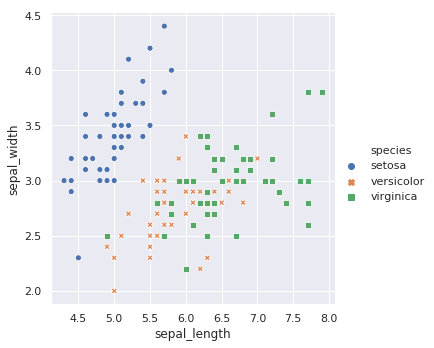 4.5
4.0
3.5
3.0
2.5
2.0
sepal_width
4.5 5.0 5.5 6.0 6.5 7.0 7.5 8.0
sepal_length
species
setosa
versicolor
virginica